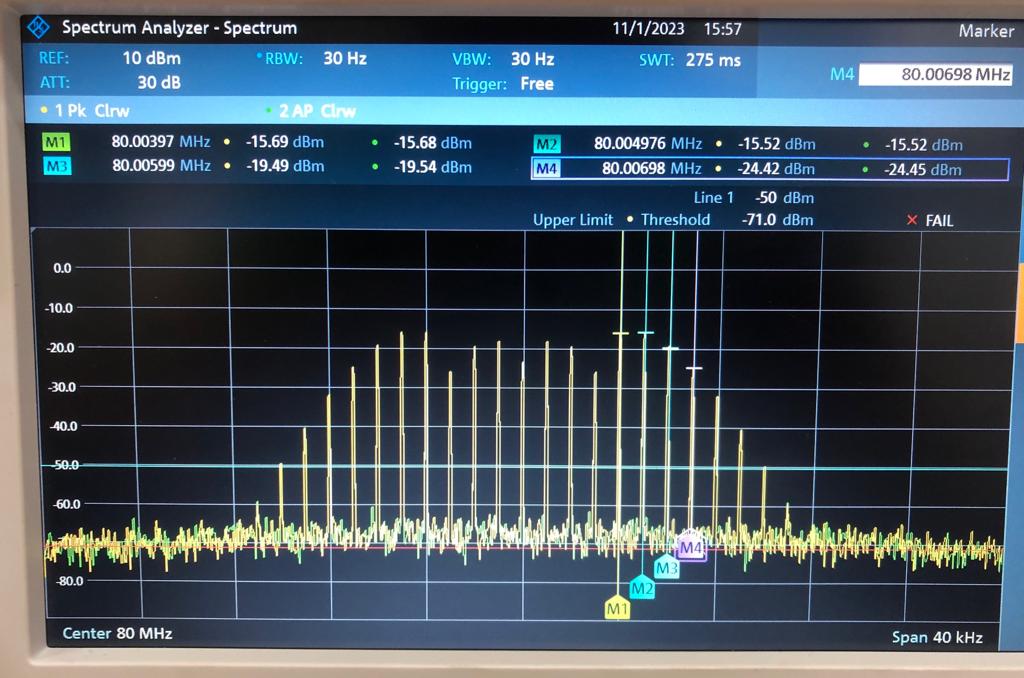 Spectrum Analyzer - Spectrum 11/1/2023 15:57 Marker
REF: 10 dBm RBW: 30 Hz VBW: 30 Hz SWT: 275 ms
ATT: 30 dB Trigger: Free M4 80.00698 MHz
1 Pk Clrw 2 AP Clrw
M1 80.00397 MHz -15.69 dBm -15.68 dBm M2 80.004976 MHz -15.52 dBm -15.52 dBm
M3 80.00599 MHz -19.49 dBm -19.54 dBm M4 80.00698 MHz -24.42 dBm -24.45 dBm
Line 1 -50 dBm
Upper Limit Threshold -71.0 dBm × FAIL
0.0
-10.0
-20.0
-30.0
-40.0
-50.0
-60.0
M4
M3
-80.0
M2
M1
Center 80 MHz Span 40 kHz